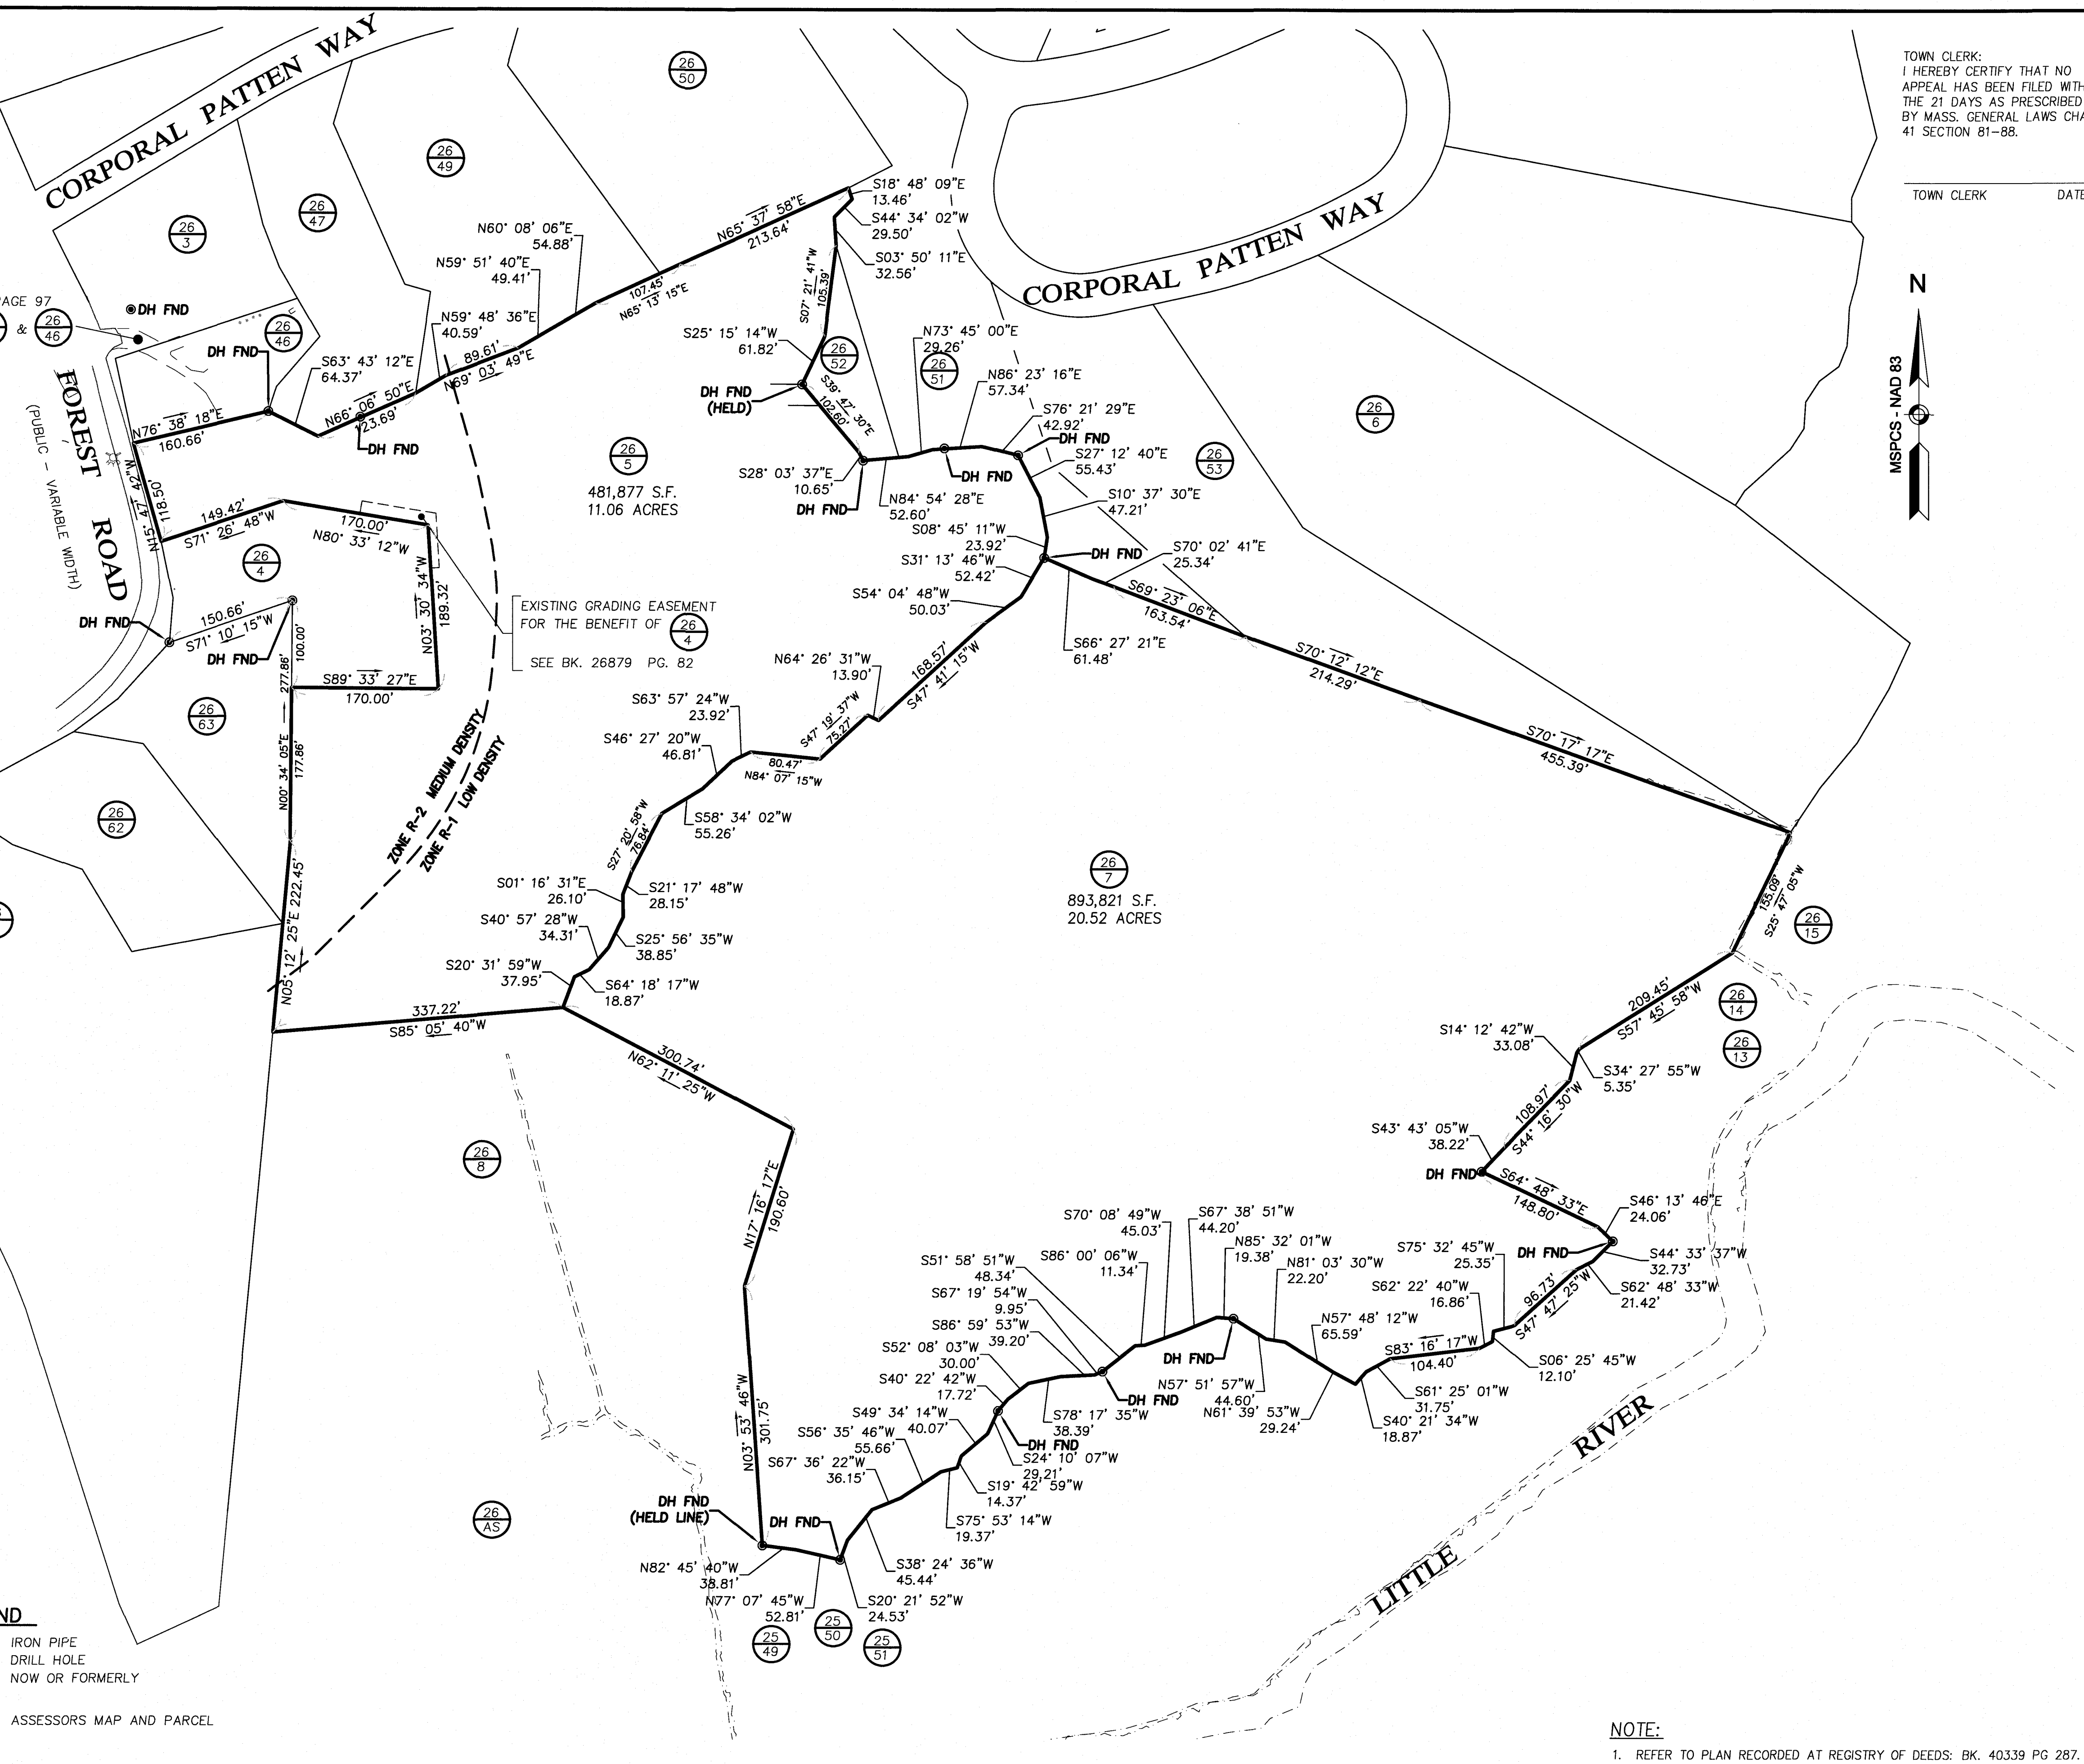 CORPORAL PATTEN WAY
26
50
26
49
26
47
26
3
TOWN CLERK:
I HEREBY CERTIFY THAT NO
APPEAL HAS BEEN FILED WITH
THE 21 DAYS AS PRESCRIBED
BY MASS. GENERAL LAWS CHA
41 SECTION 81-88.
TOWN CLERK DATE
S18° 48' 09"E
13.46'
S44° 34' 02"W
29.50'
S03° 50' 11"E
32.56'
N65° 37' 58"E
213.64'
N60° 08' 06"E
54.88'
N59° 51' 40"E
49.41'
107.45'
N65° 13' 15"E
S07° 21' 41"W
105.39'
CORPORAL PATTEN WAY
N
MSPCS - NAD 83
AGE 97
& 26
46
DH FND
26
46
DH FND
S63° 43' 12"E
64.37'
N59° 48' 36"E
40.59'
89.61'
N69° 03' 49"E
N66° 06' 50"E
123.69'
DH FND
N76° 38' 18"E
160.66'
S25° 15' 14"W
61.82'
26
52
N73° 45' 00"E
29.26'
26
51
N86° 23' 16"E
57.34'
S76° 21' 29"E
42.92'
DH FND
DH FND
(HELD)
S39° 47' 30"E
102.60'
26
6
26
53
S27° 12' 40"E
55.43'
S10° 37' 30"E
47.21'
DH FND
S28° 03' 37"E
10.65'
DH FND
N84° 54' 28"E
52.60'
S08° 45' 11"W
23.92'
DH FND
S31° 13' 46"W
52.42'
S54° 04' 48"W
50.03'
S70° 02' 41"E
25.34'
S69° 23' 06"E
163.54'
S66° 27' 21"E
61.48'
S70° 12' 12"E
214.29'
S70° 17' 17"E
455.39'
FOREST ROAD
(PUBLIC - VARIABLE WIDTH)
N15° 47' 42"W
118.50'
149.42'
S71° 26' 48"W
170.00'
N80° 33' 12"W
26
4
26
5
481,877 S.F.
11.06 ACRES
DH FND
150.66'
S71° 10' 15"W
DH FND
N03° 30' 34"W
189.32'
EXISTING GRADING EASEMENT
FOR THE BENEFIT OF 26
4
SEE BK. 26879 PG. 82
277.86'
100.00'
S89° 33' 27"E
170.00'
26
63
N00° 34' 05"E
177.86'
26
62
ZONE R-2 MEDIUM DENSITY
ZONE R-1 LOW DENSITY
N05° 12' 25"E 222.45'
N64° 26' 31"W
13.90'
168.57'
S47° 41' 15"W
S63° 57' 24"W
23.92'
S47° 19' 37"W
75.27'
S46° 27' 20"W
46.81'
80.47'
N84° 07' 15"W
S58° 34' 02"W
55.26'
S27° 20' 58"W
76.84'
S01° 16' 31"E
26.10'
S21° 17' 48"W
28.15'
S40° 57' 28"W
34.31'
S25° 56' 35"W
38.85'
S20° 31' 59"W
37.95'
S64° 18' 17"W
18.87'
337.22'
S85° 05' 40"W
26
7
893,821 S.F.
20.52 ACRES
155.09'
S25° 47' 05"W
26
15
26
14
26
13
209.45'
S57° 45' 58"W
S14° 12' 42"W
33.08'
S34° 27' 55"W
5.35'
108.97'
S44° 16' 30"W
S43° 43' 05"W
38.22'
DH FND
S64° 48' 33"E
148.80'
S46° 13' 46"E
24.06'
DH FND
S44° 33' 37"W
32.73'
S62° 48' 33"W
21.42'
300.74'
N62° 11' 25"W
26
8
N17° 16' 17"E
190.60'
N03° 53' 46"W
301.75'
S70° 08' 49"W
45.03'
S67° 38' 51"W
44.20'
S86° 00' 06"W
11.34'
N85° 32' 01"W
19.38'
N81° 03' 30"W
22.20'
S75° 32' 45"W
25.35'
S62° 22' 40"W
16.86'
96.73'
S47° 47' 25"W
S51° 58' 51"W
48.34'
S67° 19' 54"W
9.95'
S86° 59' 53"W
39.20'
S52° 08' 03"W
30.00'
S40° 22' 42"W
17.72'
N57° 48' 12"W
65.59'
S83° 16' 17"W
104.40'
S06° 25' 45"W
12.10'
DH FND
N57° 51' 57"W
44.60'
N61° 39' 53"W
29.24'
S61° 25' 01"W
31.75'
S40° 21' 34"W
18.87'
DH FND
S78° 17' 35"W
38.39'
S49° 34' 14"W
40.07'
S56° 35' 46"W
55.66'
S67° 36' 22"W
36.15'
DH FND
S24° 10' 07"W
29.21'
S19° 42' 59"W
14.37'
S75° 53' 14"W
19.37'
26
AS
DH FND
(HELD LINE)
DH FND
N82° 45' 40"W
38.81'
N77° 07' 45"W
52.81'
S38° 24' 36"W
45.44'
S20° 21' 52"W
24.53'
25
49
25
50
25
51
LITTLE RIVER
ND
IRON PIPE
DRILL HOLE
NOW OR FORMERLY
ASSESSORS MAP AND PARCEL
NOTE:
1. REFER TO PLAN RECORDED AT REGISTRY OF DEEDS: BK. 40339 PG 287.